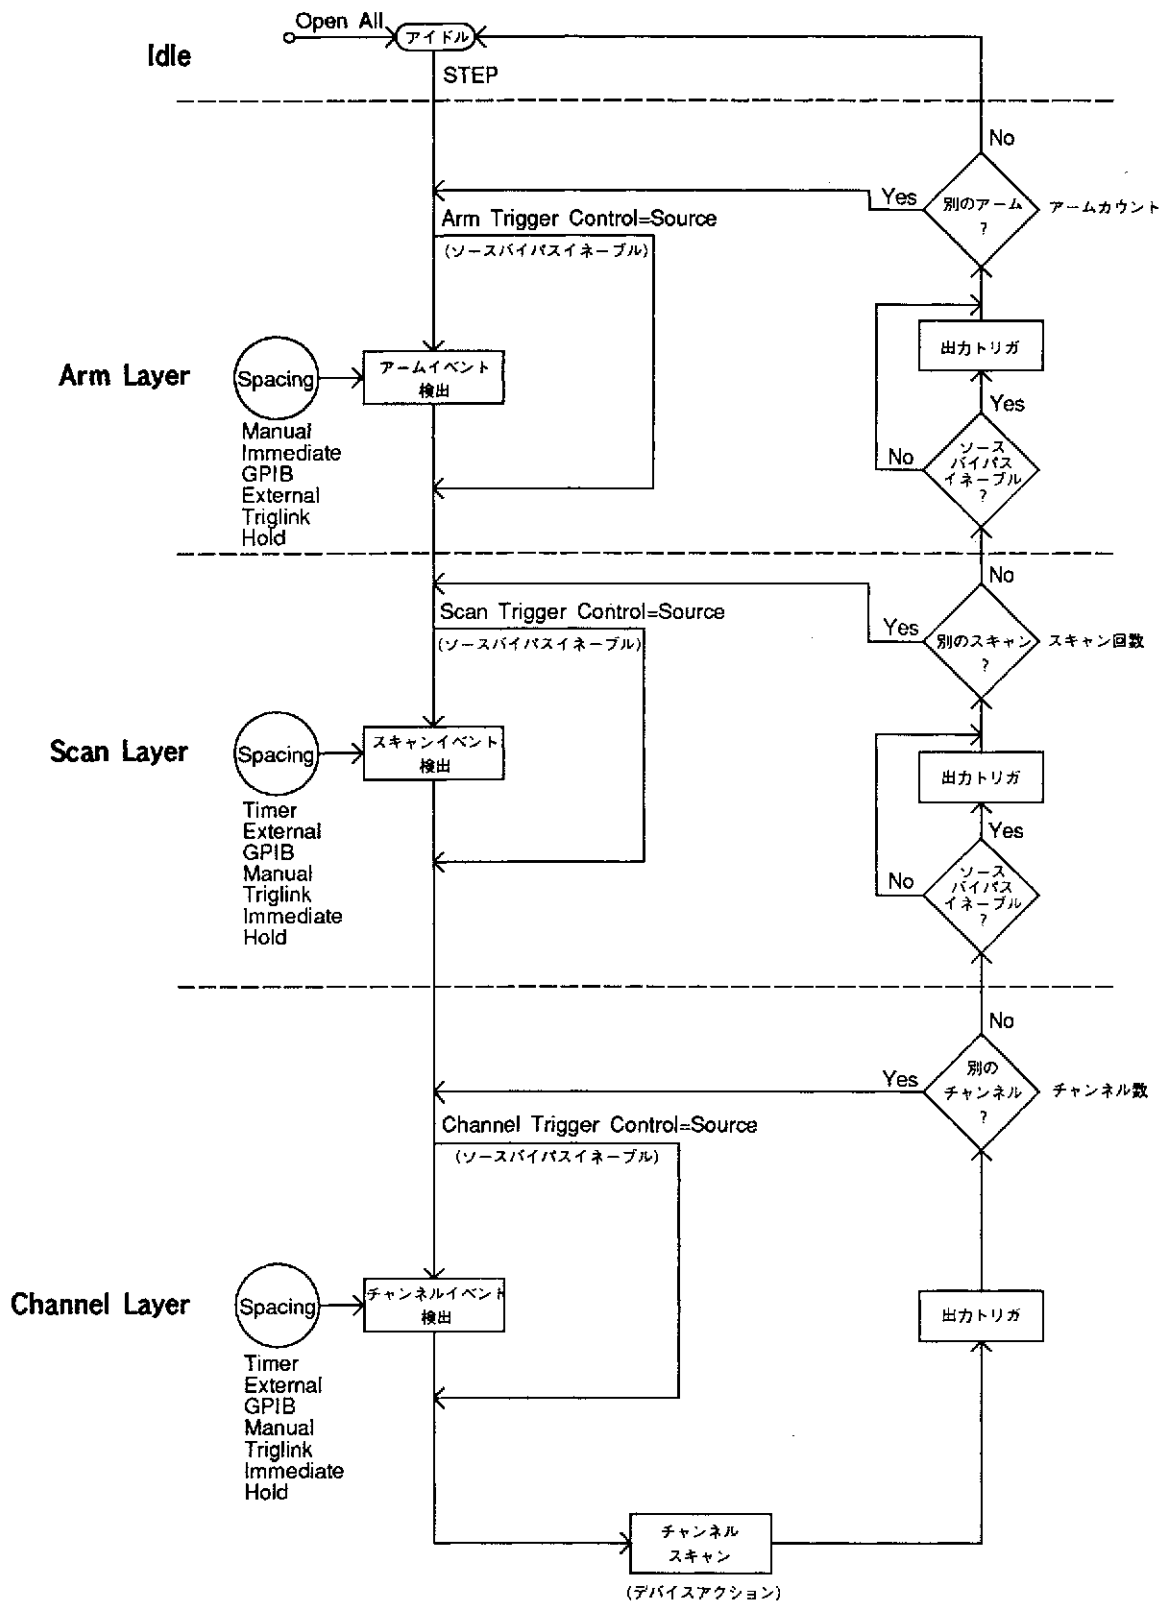 Open All
アイドル
Idle
STEP
No
Yes
別のアーム
?
アームカウント
Arm Trigger Control=Source
(ソースバイパスイネーブル)
出力トリガ
Arm Layer
Spacing
アームイベント
検出
Yes
Manual
Immediate
GPIB
External
Triglink
Hold
No
ソース
バイパス
イネーブル
?
No
Scan Trigger Control=Source
(ソースバイパスイネーブル)
Yes
別のスキャン
?
スキャン回数
Scan Layer
Spacing
スキャンイベント
検出
出力トリガ
Timer
External
GPIB
Manual
Triglink
Immediate
Hold
Yes
No
ソース
バイパス
イネーブル
?
No
Yes
別の
チャンネル
?
チャンネル数
Channel Trigger Control=Source
(ソースバイパスイネーブル)
Channel Layer
Spacing
チャンネルイベント
検出
出力トリガ
Timer
External
GPIB
Manual
Triglink
Immediate
Hold
チャンネル
スキャン
(デバイスアクション)